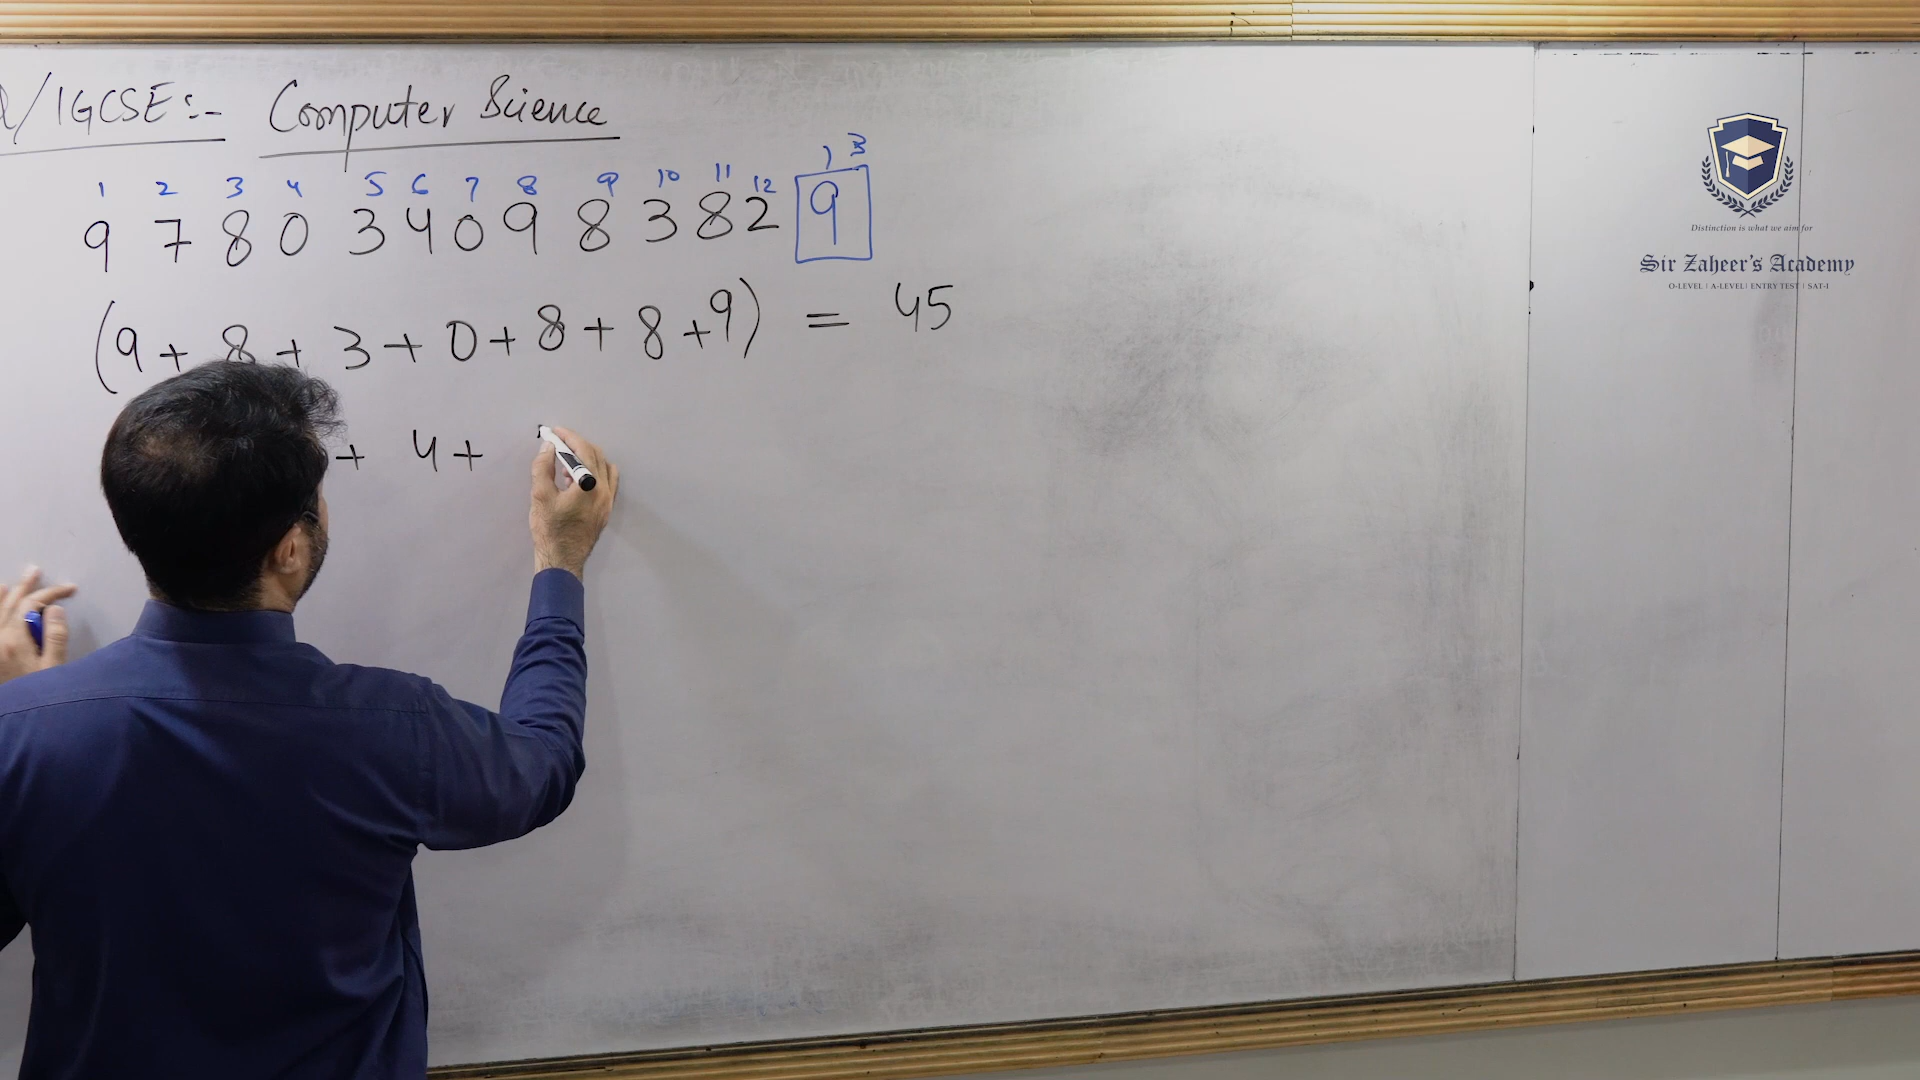 /IGCSE:- Computer Science
1 2 3 4 5 6 7 8 9 10 11 12 13
9 7 8 0 3 4 0 9 8 3 8 2 9
(9 + 8 + 3 + 0 + 8 + 8 + 9) = 45
+ 4 +
Distinction is what we aim for
Sir Zaheer's Academy
O-LEVEL | A-LEVEL | ENTRY TEST | SAT-I